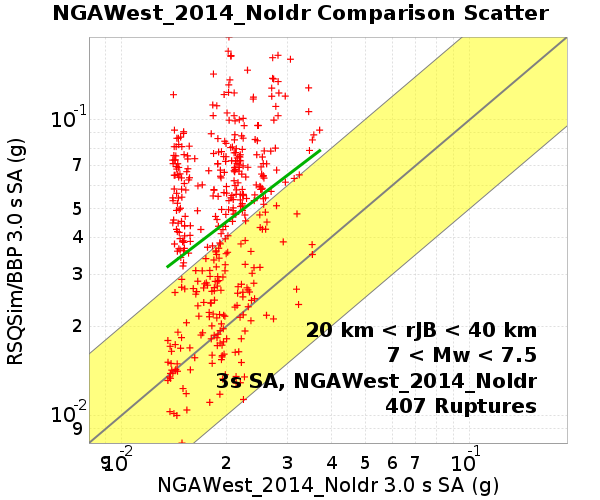 NGAWest_2014_NoIdr Comparison Scatter
RSQSim/BBP 3.0 s SA (g)
10-1
7
5
4
3
2
10-2
9
20 km < rJB < 40 km
7 < Mw < 7.5
3s SA, NGAWest_2014_NoIdr
407 Ruptures
9 10-2 2 3 4 5 6 7 10-1
NGAWest_2014_NoIdr 3.0 s SA (g)